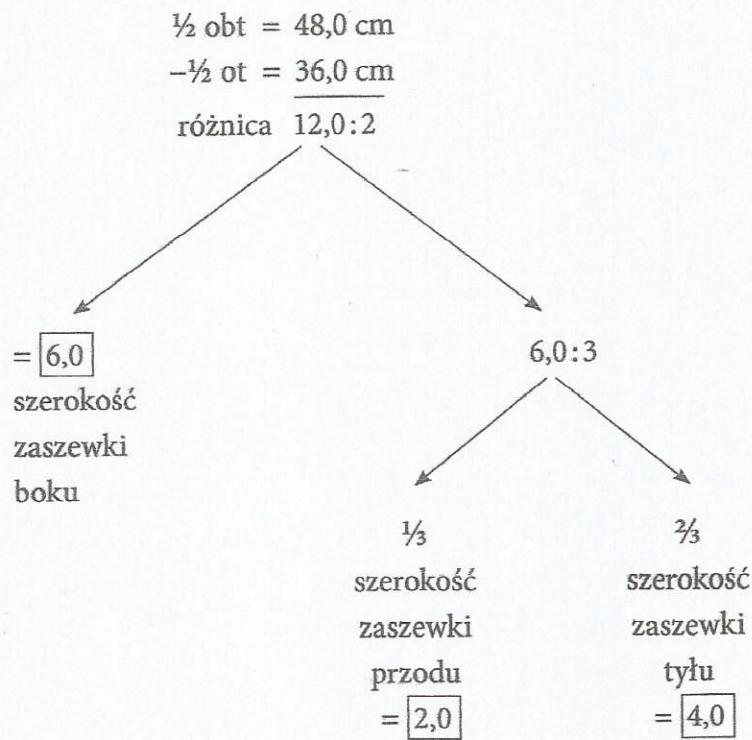 ½ obt = 48,0 cm
–½ ot = 36,0 cm
różnica 12,0:2
= 6,0
szerokość
zaszewki
boku
6,0:3
⅓
szerokość
zaszewki
przodu
= 2,0
⅔
szerokość
zaszewki
tyłu
= 4,0